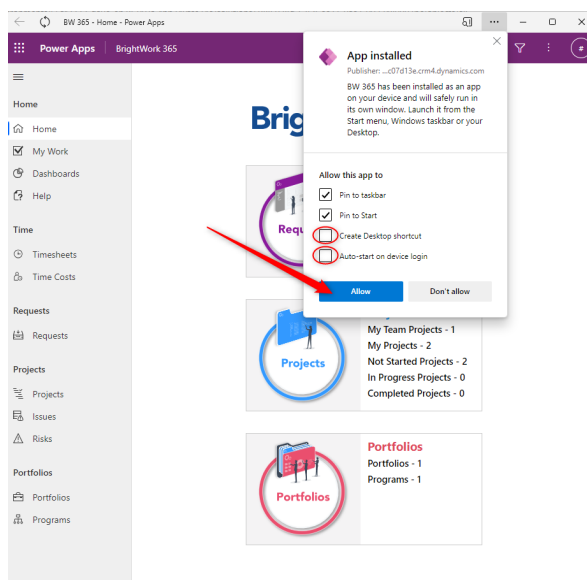 BW 365 - Home - Power Apps
Power Apps
BrightWork 365
#
Home
Home
My Work
Dashboards
Help
Time
Timesheets
Time Costs
Requests
Requests
Projects
Projects
Issues
Risks
Portfolios
Portfolios
Programs
Brig
App installed
Publisher: ...c07d13e.crm4.dynamics.com
BW 365 has been installed as an app
on your device and will safely run in
its own window. Launch it from the
Start menu, Windows taskbar or your
Desktop.
Allow this app to
Pin to taskbar
Pin to Start
Create Desktop shortcut
Auto-start on device login
Allow
Don't allow
Requ
Projects
My Team Projects - 1
My Projects - 2
Not Started Projects - 2
In Progress Projects - 0
Completed Projects - 0
Portfolios
Portfolios
Portfolios - 1
Programs - 1